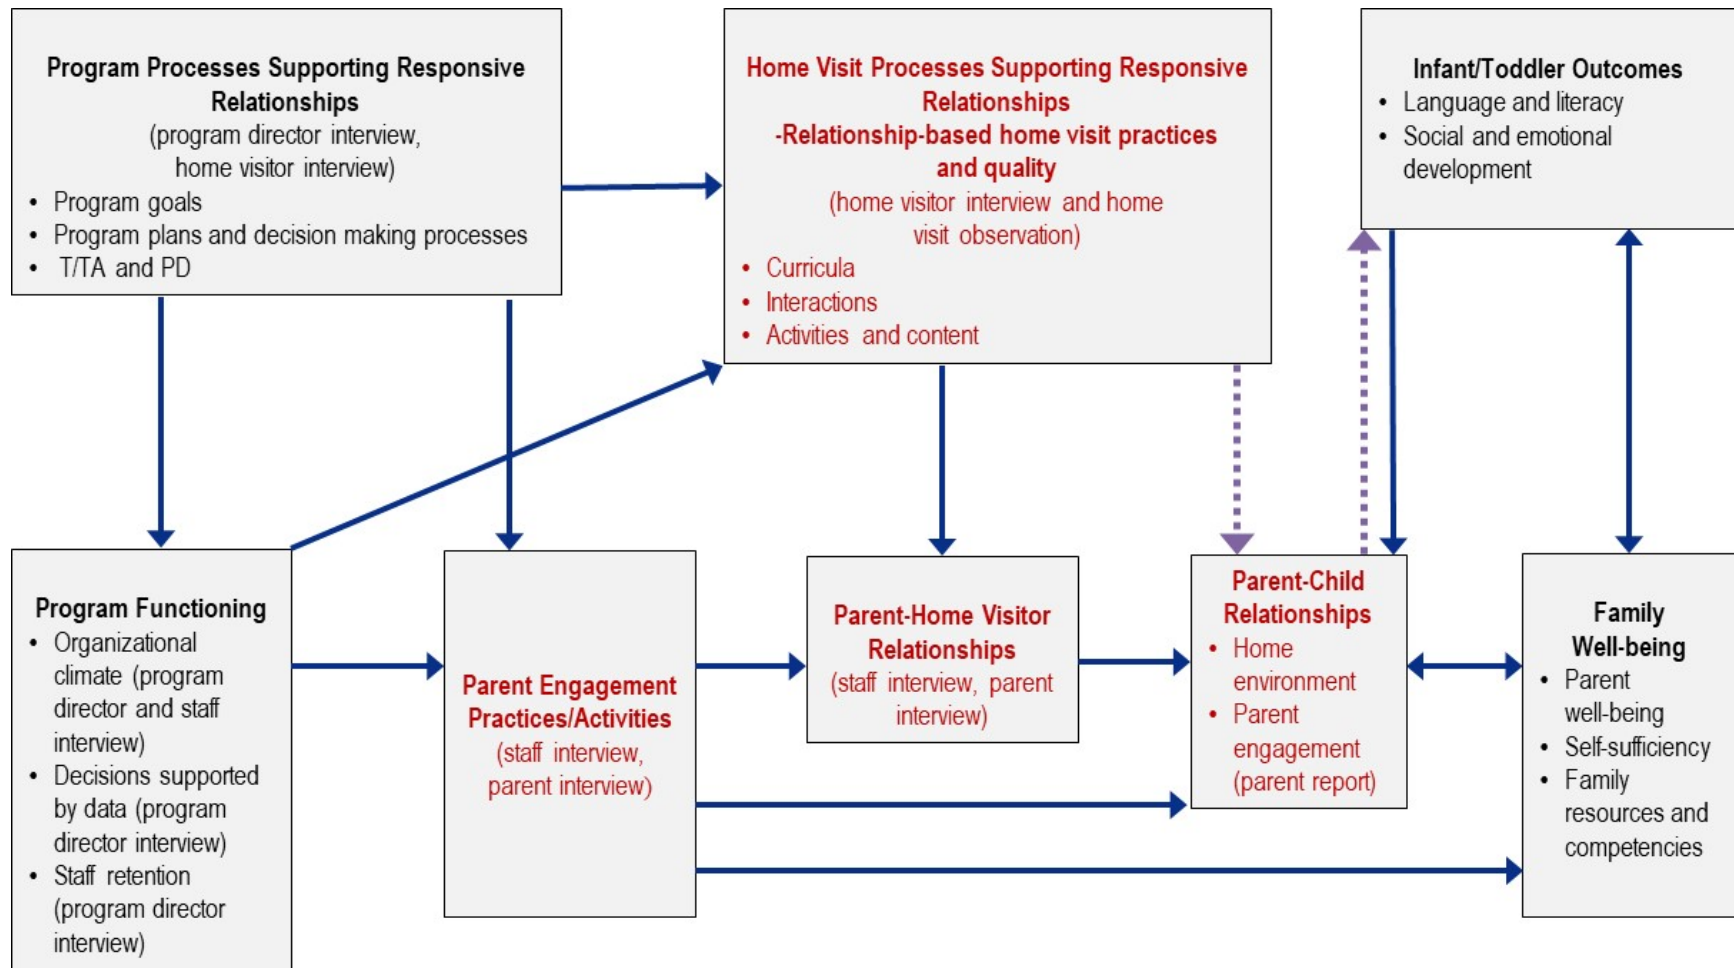 Program Processes Supporting Responsive
Relationships
(program director interview,
home visitor interview)
• Program goals
• Program plans and decision making processes
• T/TA and PD
Home Visit Processes Supporting Responsive
Relationships
-Relationship-based home visit practices
and quality
(home visitor interview and home
visit observation)
• Curricula
• Interactions
• Activities and content
Infant/Toddler Outcomes
• Language and literacy
• Social and emotional
development
Program Functioning
• Organizational
climate (program
director and staff
interview)
• Decisions supported
by data (program
director interview)
• Staff retention
(program director
interview)
Parent Engagement
Practices/Activities
(staff interview,
parent interview)
Parent-Home Visitor
Relationships
(staff interview, parent
interview)
Parent-Child
Relationships
• Home
environment
• Parent
engagement
(parent report)
Family
Well-being
• Parent
well-being
• Self-sufficiency
• Family
resources and
competencies